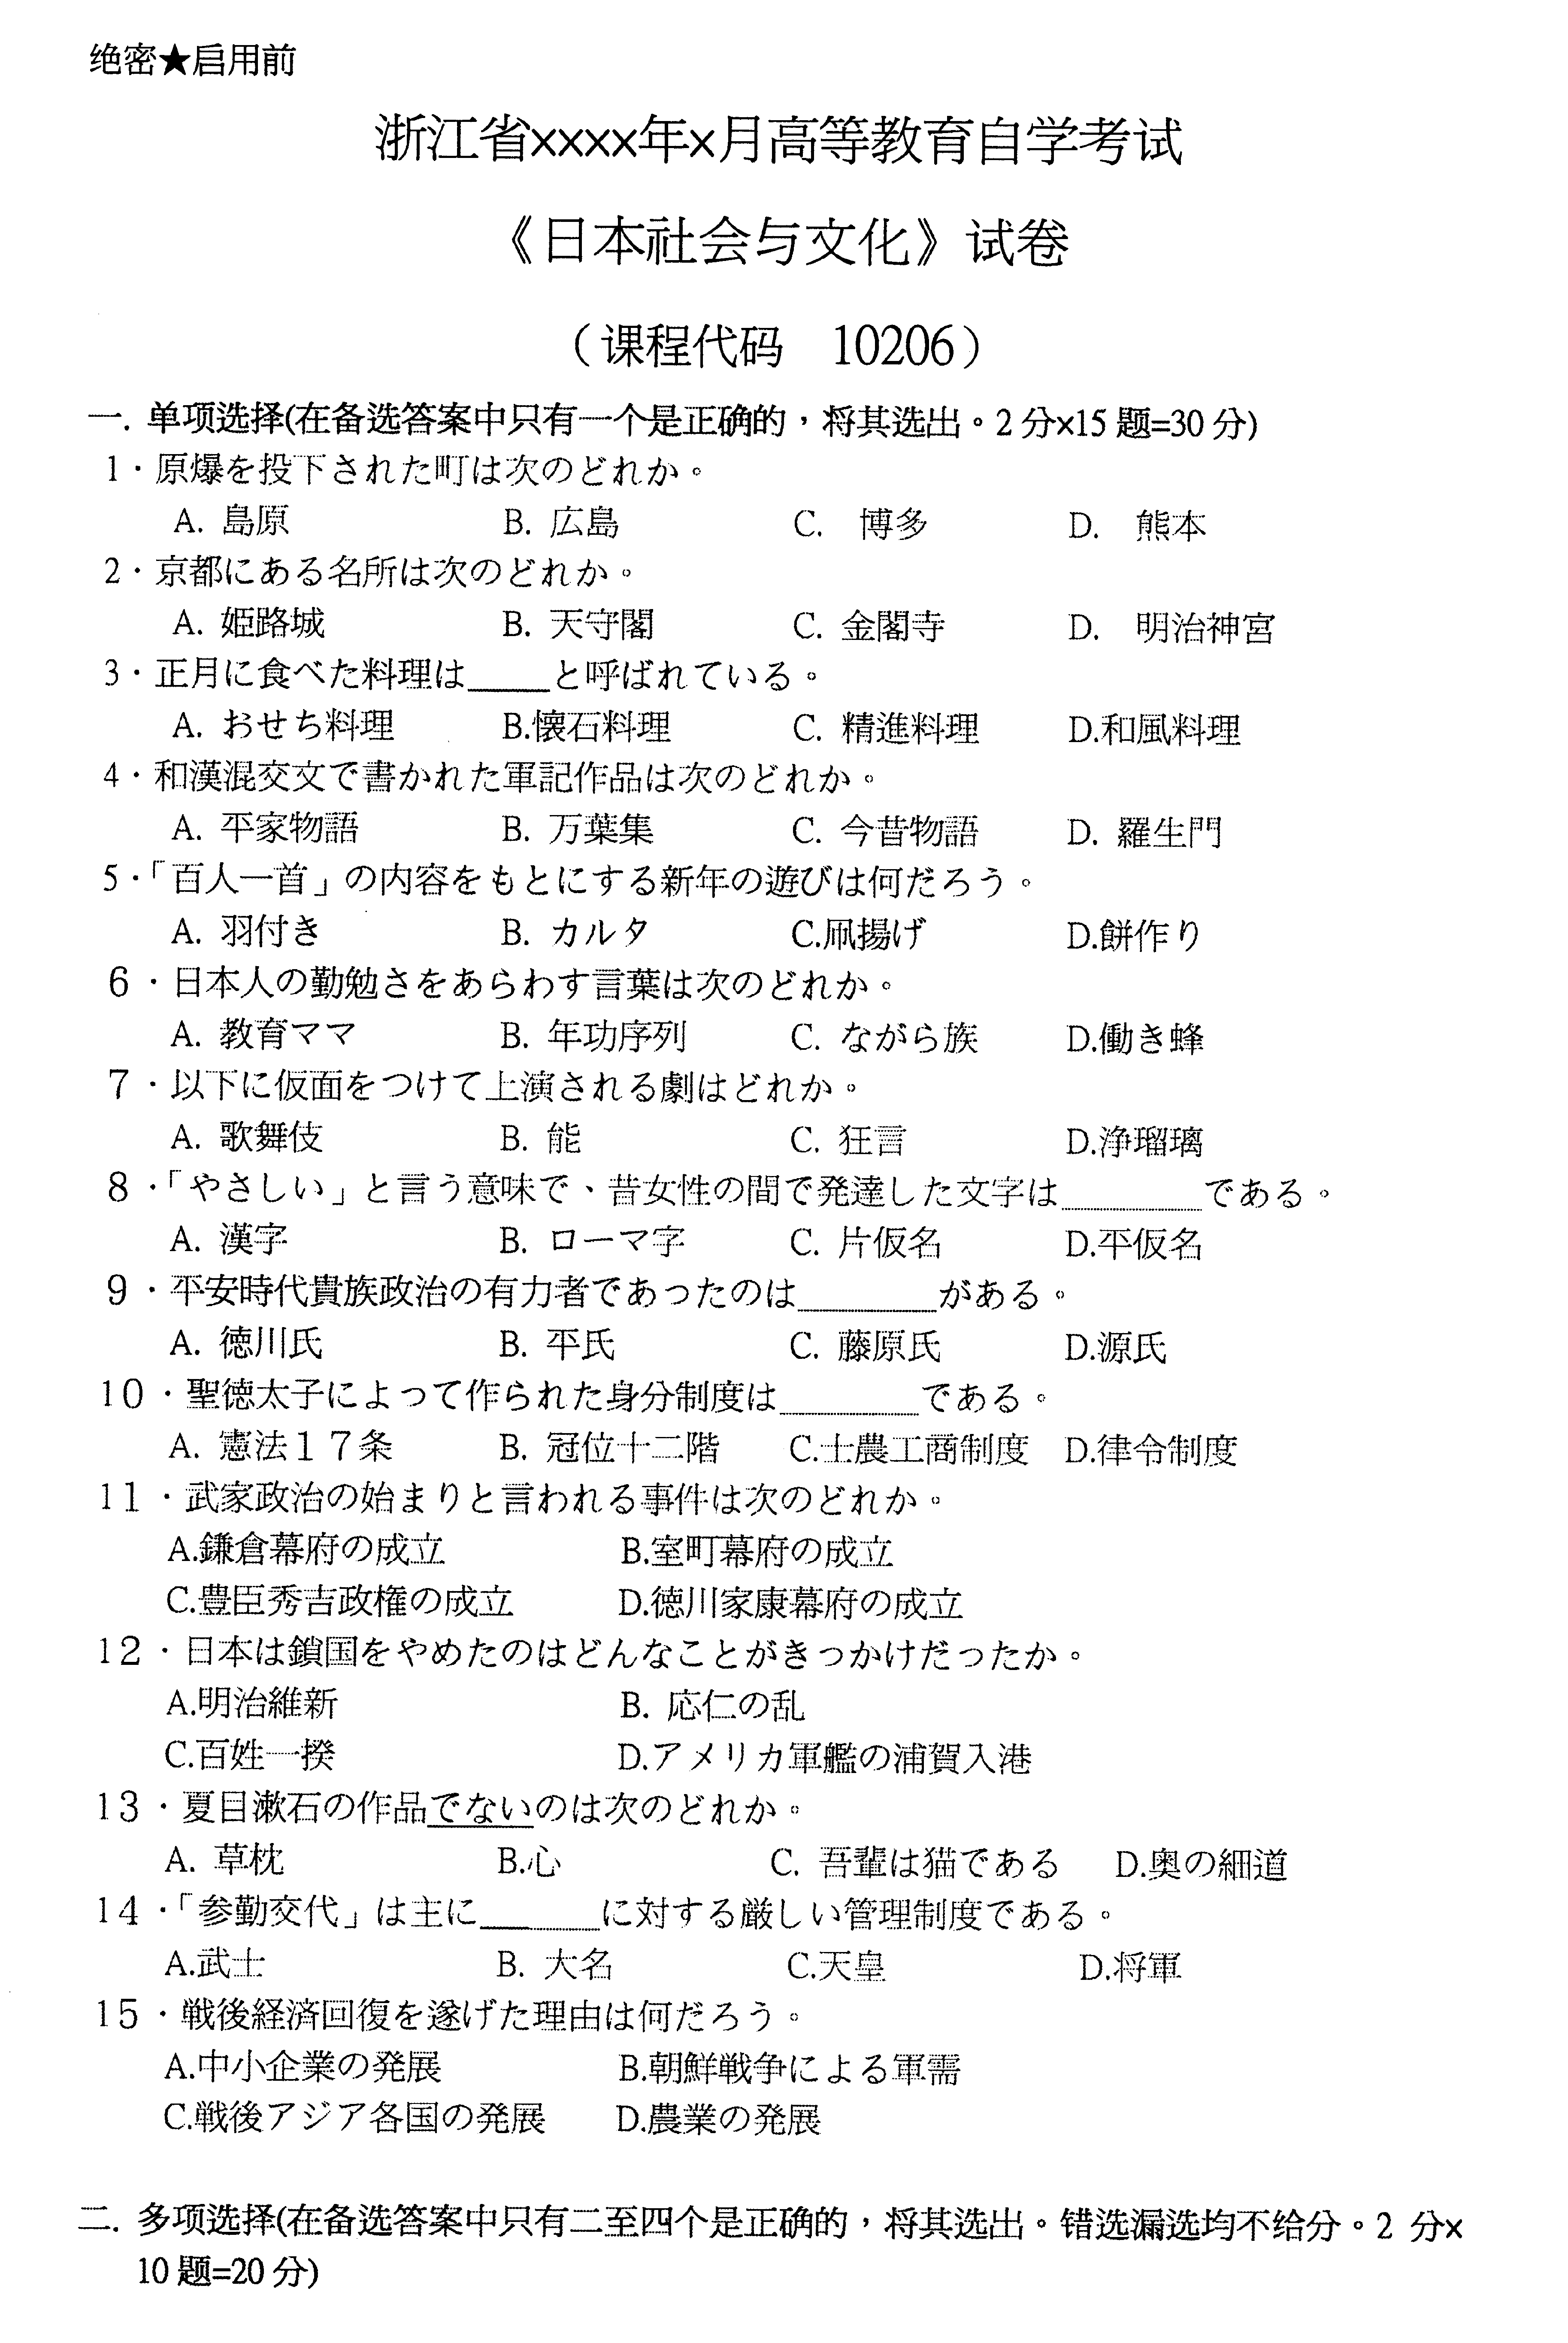 绝密★启用前
浙江省xxxx年x月高等教育自学考试
《日本社会与文化》试卷
（课程代码　10206）
一. 单项选择(在备选答案中只有一个是正确的，将其选出。2 分×15 题=30 分)
1．原爆を投下された町は次のどれか。
A. 島原 B. 広島 C. 博多 D. 熊本
2．京都にある名所は次のどれか。
A. 姫路城 B. 天守閣 C. 金閣寺 D. 明治神宮
3．正月に食べた料理は____と呼ばれている。
A. おせち料理 B.懐石料理 C. 精進料理 D.和風料理
4．和漢混交文で書かれた軍記作品は次のどれか。
A. 平家物語 B. 万葉集 C. 今昔物語 D. 羅生門
5．「百人一首」の内容をもとにする新年の遊びは何だろう。
A. 羽付き B. カルタ C.凧揚げ D.餅作り
6．日本人の勤勉さをあらわす言葉は次のどれか。
A. 教育ママ B. 年功序列 C. ながら族 D.働き蜂
7．以下に仮面をつけて上演される劇はどれか。
A. 歌舞伎 B. 能 C. 狂言 D.浄瑠璃
8．「やさしい」と言う意味で、昔女性の間で発達した文字は________である。
A. 漢字 B. ローマ字 C. 片仮名 D.平仮名
9．平安時代貴族政治の有力者であったのは________がある。
A. 徳川氏 B. 平氏 C. 藤原氏 D.源氏
10．聖徳太子によって作られた身分制度は________である。
A. 憲法１７条 B. 冠位十二階 C.士農工商制度 D.律令制度
11．武家政治の始まりと言われる事件は次のどれか。
A.鎌倉幕府の成立 B.室町幕府の成立
C.豊臣秀吉政権の成立 D.徳川家康幕府の成立
12．日本は鎖国をやめたのはどんなことがきっかけだったか。
A.明治維新 B. 応仁の乱
C.百姓一揆 D.アメリカ軍艦の浦賀入港
13．夏目漱石の作品でないのは次のどれか。
A. 草枕 B.心 C. 吾輩は猫である D.奥の細道
14．「参勤交代」は主に_______に対する厳しい管理制度である。
A.武士 B. 大名 C.天皇 D.将軍
15．戦後経済回復を遂げた理由は何だろう。
A.中小企業の発展 B.朝鮮戦争による軍需
C.戦後アジア各国の発展 D.農業の発展
二. 多项选择(在备选答案中只有二至四个是正确的，将其选出。错选漏选均不给分。2 分×
10 题=20 分)